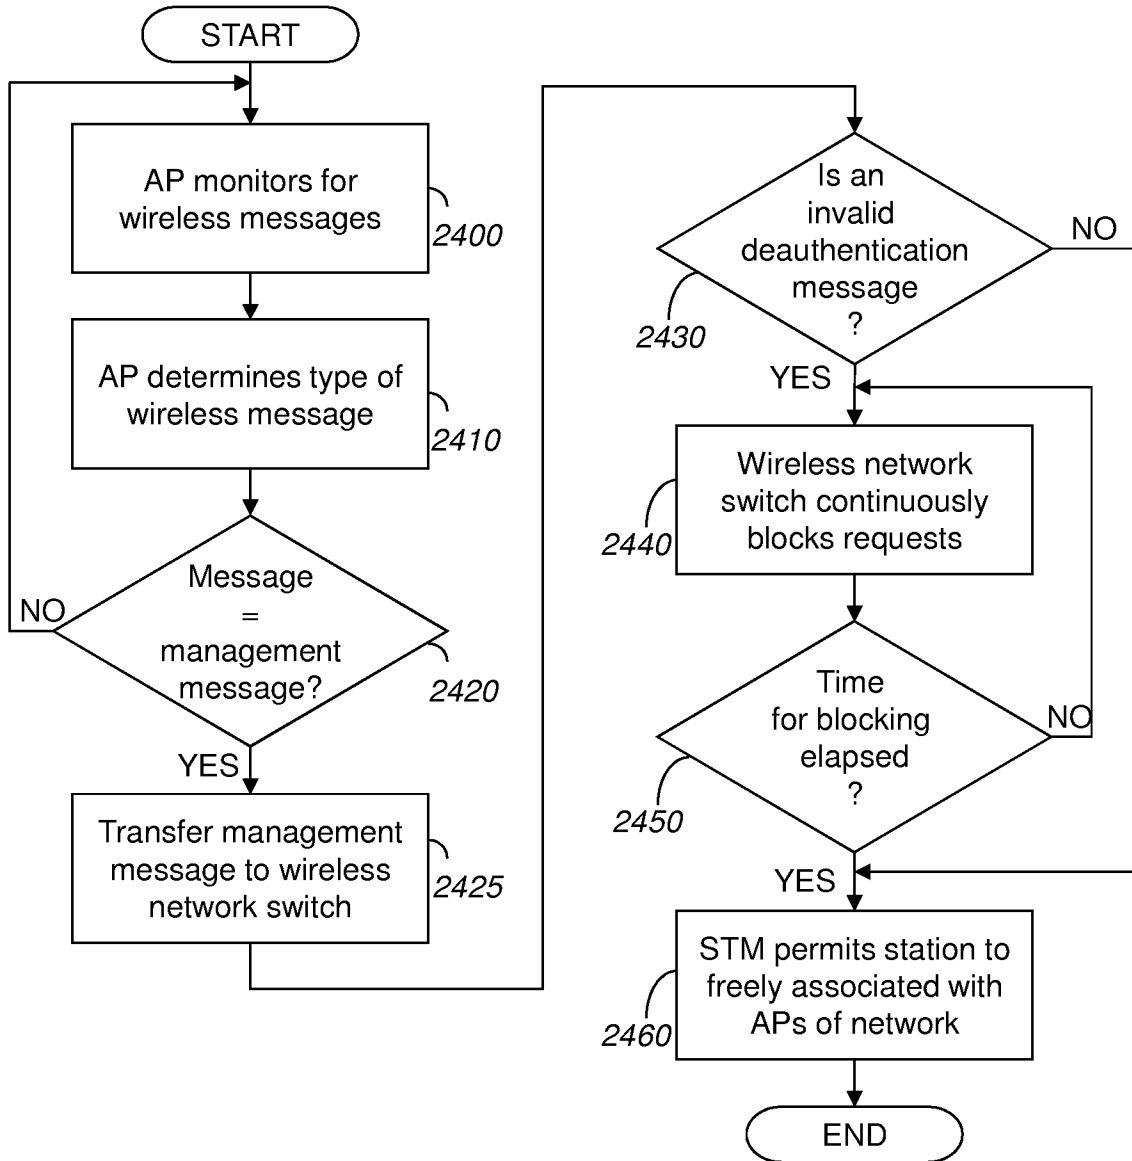 START
AP monitors for
wireless messages
2400
AP determines type of
wireless message
2410
Message
=
management
message?
2420
NO
YES
Transfer management
message to wireless
network switch
2425
Is an
invalid
deauthentication
message
?
2430
NO
YES
Wireless network
switch continuously
blocks requests
2440
Time
for blocking
elapsed
?
2450
NO
YES
STM permits station to
freely associated with
APs of network
2460
END